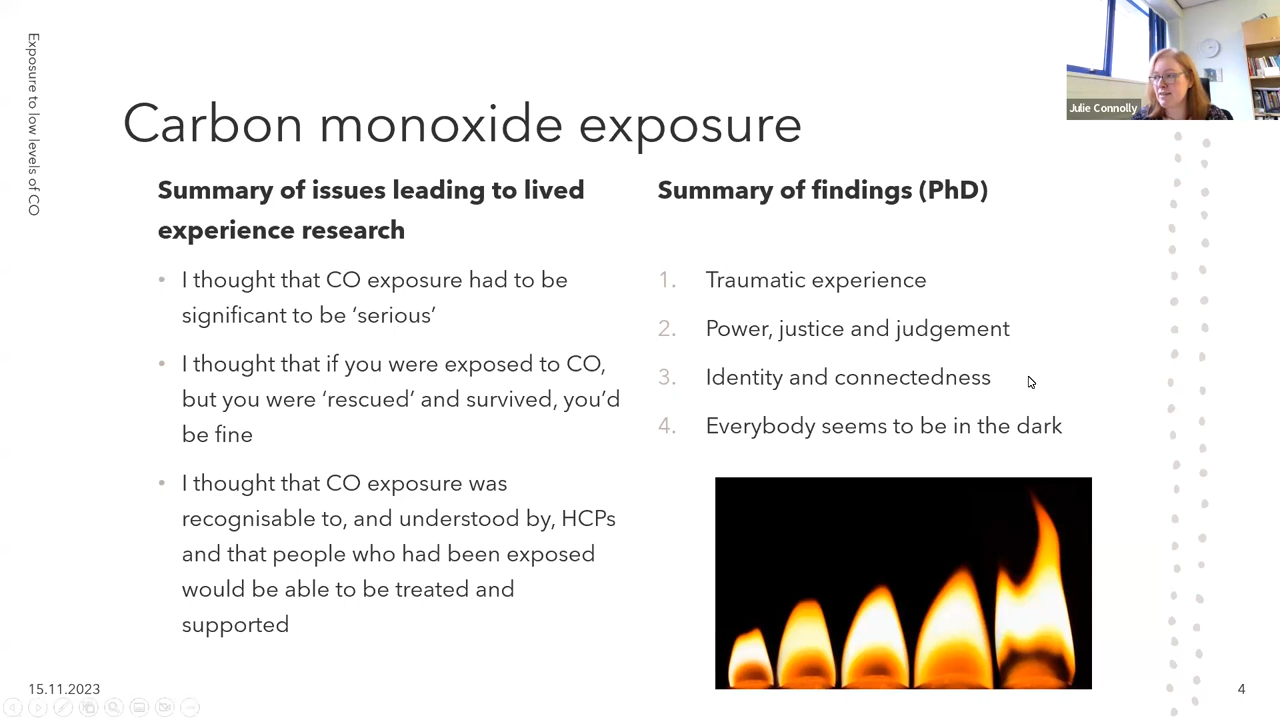 Exposure to low levels of CO
Julie Connolly
Carbon monoxide exposure
Summary of issues leading to lived
experience research
• I thought that CO exposure had to be
significant to be ‘serious’
• I thought that if you were exposed to CO,
but you were ‘rescued’ and survived, you’d
be fine
• I thought that CO exposure was
recognisable to, and understood by, HCPs
and that people who had been exposed
would be able to be treated and
supported
Summary of findings (PhD)
1. Traumatic experience
2. Power, justice and judgement
3. Identity and connectedness
4. Everybody seems to be in the dark
15.11.2023
4